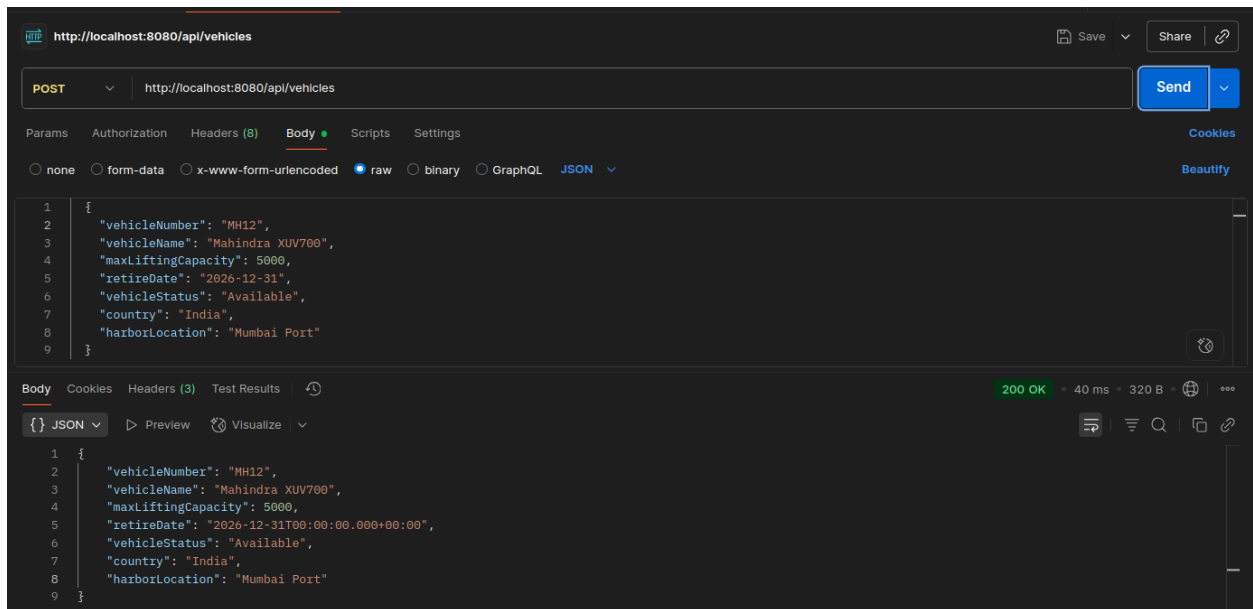 HTTP http://localhost:8080/api/vehicles Save Share
POST http://localhost:8080/api/vehicles Send
Params Authorization Headers (8) Body Scripts Settings Cookies
none form-data x-www-form-urlencoded raw binary GraphQL JSON Beautify
1 {
2 "vehicleNumber": "MH12",
3 "vehicleName": "Mahindra XUV700",
4 "maxLiftingCapacity": 5000,
5 "retireDate": "2026-12-31",
6 "vehicleStatus": "Available",
7 "country": "India",
8 "harborLocation": "Mumbai Port"
9 }
Body Cookies Headers (3) Test Results 200 OK 40 ms 320 B
{} JSON Preview Visualize
1 {
2 "vehicleNumber": "MH12",
3 "vehicleName": "Mahindra XUV700",
4 "maxLiftingCapacity": 5000,
5 "retireDate": "2026-12-31T00:00:00.000+00:00",
6 "vehicleStatus": "Available",
7 "country": "India",
8 "harborLocation": "Mumbai Port"
9 }